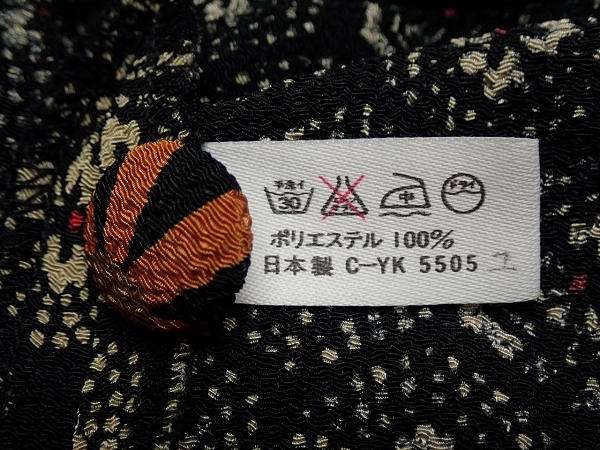 手洗イ 30 中 ドライ
ポリエステル 100%
日本製 C-YK 5505